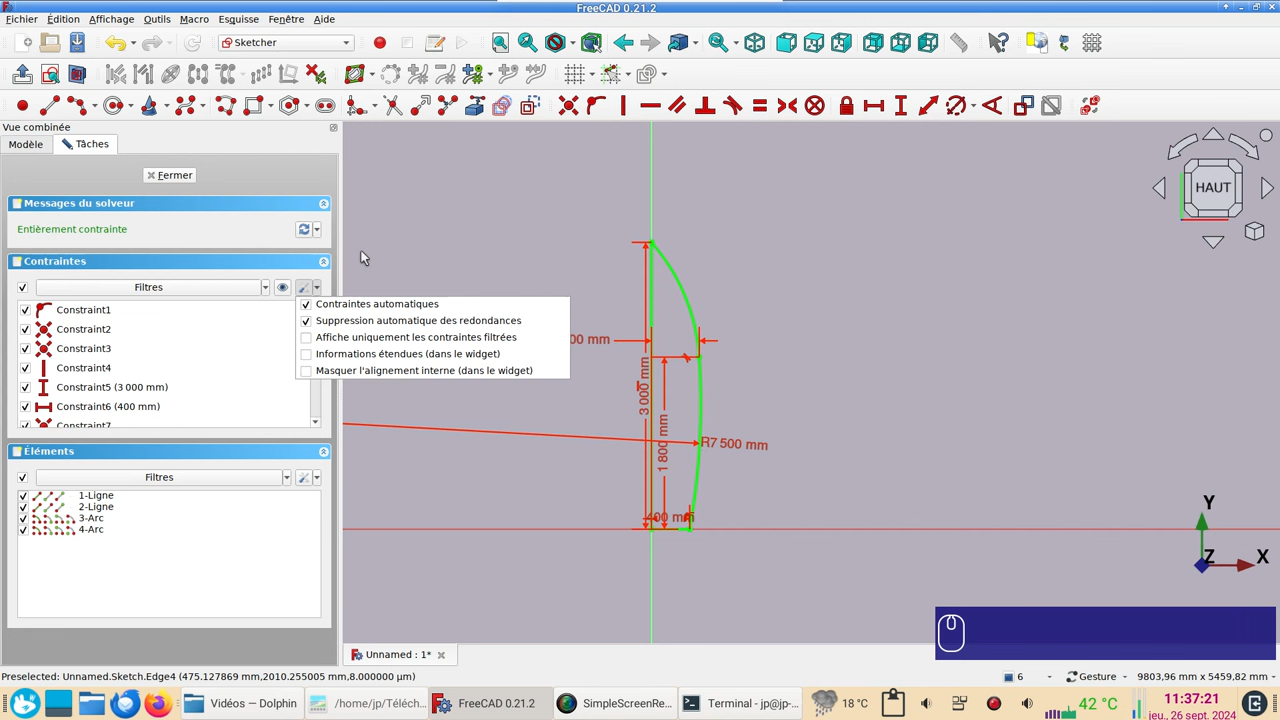 FreeCAD 0.21.2
Fichier Édition Affichage Outils Macro Esquisse Fenêtre Aide
Sketcher
Vue combinée
Modèle Tâches
Fermer
Messages du solveur
Entièrement contrainte
Contraintes
Filtres
Constraint1
Constraint2
Constraint3
Constraint4
Constraint5 (3 000 mm)
Constraint6 (400 mm)
Constraint7
Contraintes automatiques
Suppression automatique des redondances
Affiche uniquement les contraintes filtrées
Informations étendues (dans le widget)
Masquer l'alignement interne (dans le widget)
Éléments
Filtres
1-Ligne
2-Ligne
3-Arc
4-Arc
00 mm
3 000 mm
1 800 mm
R7 500 mm
400 mm
HAUT
Y
Z
X
Unnamed : 1*
Preselected: Unnamed.Sketch.Edge4 (475.127869 mm,2010.255005 mm,8.000000 µm)
6
Gesture
9803,96 mm x 5459,82 mm
Vidéos — Dolphin
/home/jp/Téléch...
FreeCAD 0.21.2
SimpleScreenRe...
Terminal - jp@jp-...
18 °C
42 °C
11:37:21
jeu., 26 sept. 2024